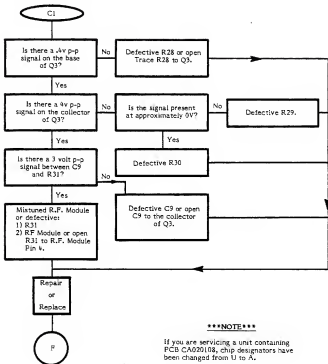 C1
Is there a .4v p-p
signal on the base
of Q3?
No
Defective R28 or open
Trace R28 to Q3.
Yes
Is there a 4v p-p
signal on the collector
of Q3?
No
Is the signal present
at approximately 0V?
No
Defective R29.
Yes
Yes
Defective R30
Is there a 3 volt p-p
signal between C9
and R31?
No
Defective C9 or open
C9 to the collector
of Q3.
Yes
Mistuned R.F. Module
or defective:
1) R31
2) RF Module or open
R31 to R.F. Module
Pin 4.
Repair
or
Replace
F
***NOTE***
If you are servicing a unit containing
PCB CA020108, chip designators have
been changed from U to A.